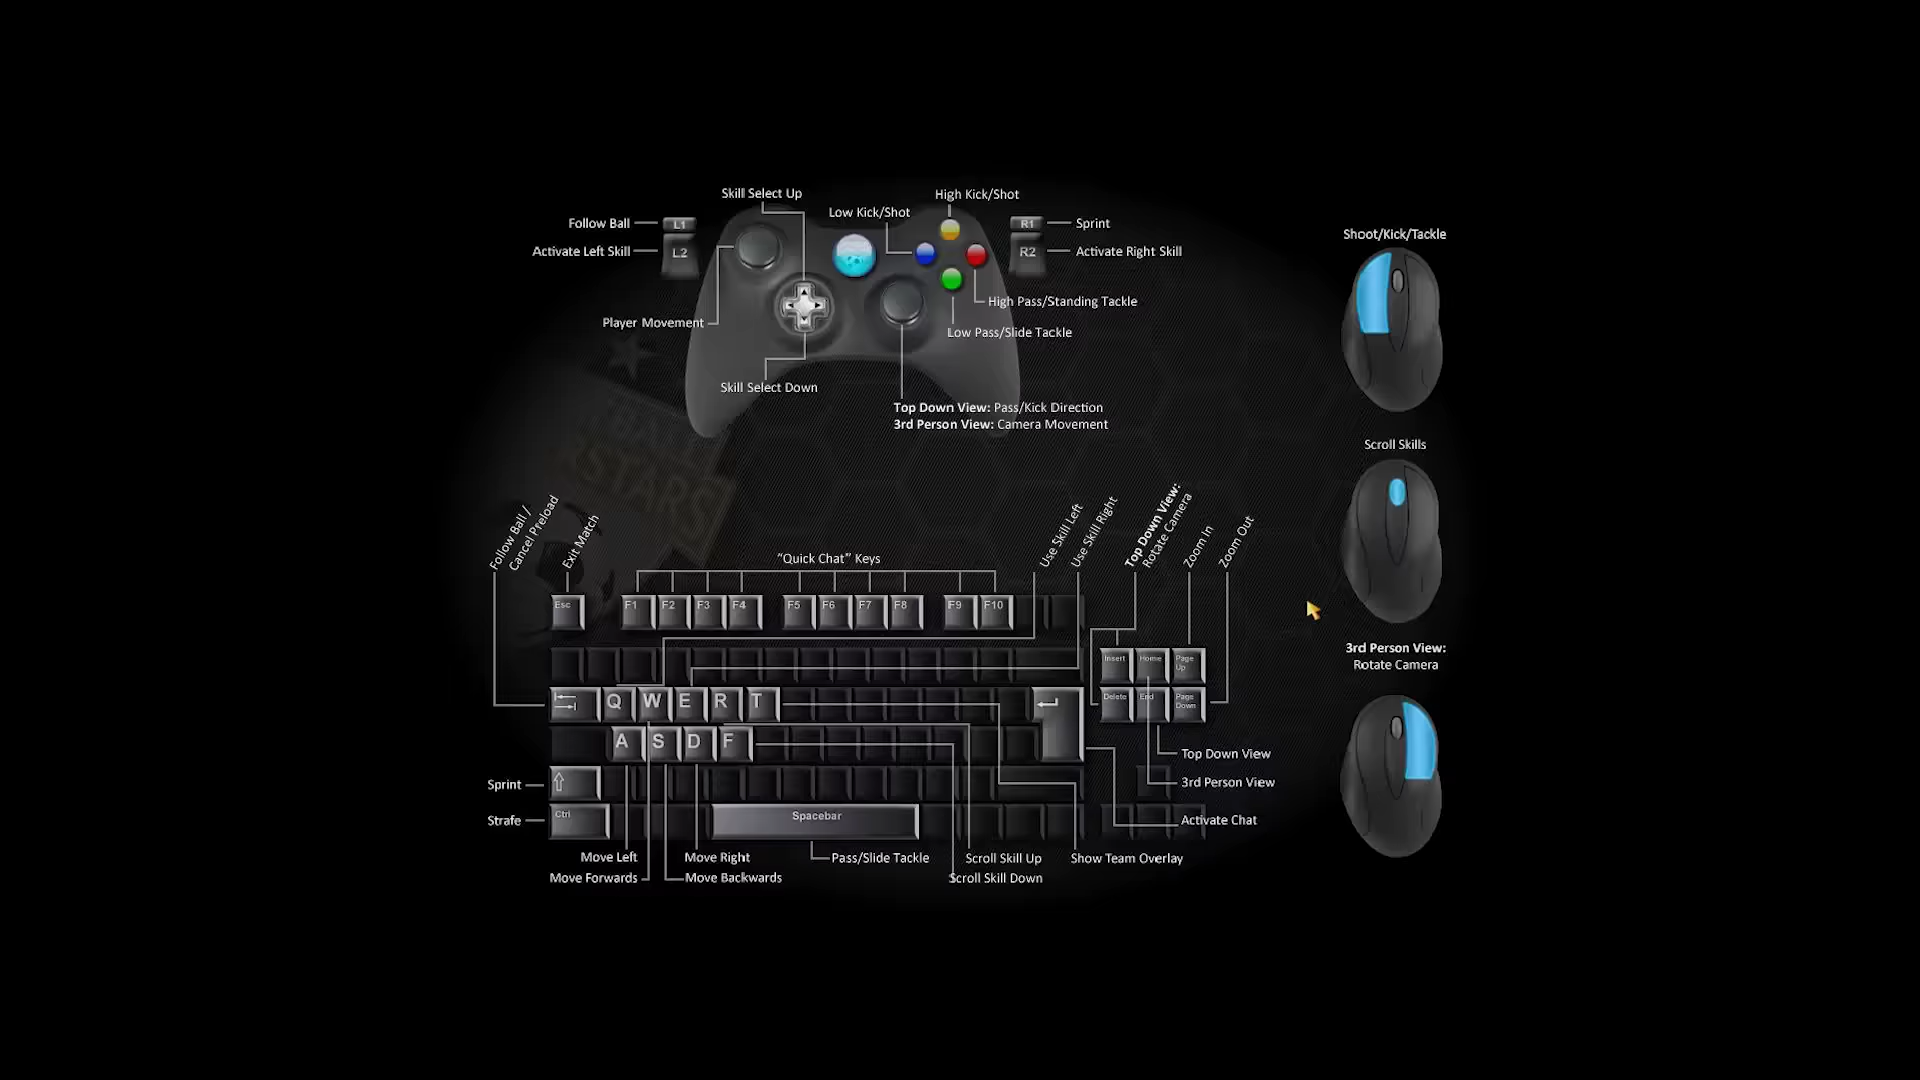 Skill Select Up
High Kick/Shot
Low Kick/Shot
Follow Ball
L1
R1
Sprint
Activate Left Skill
L2
R2
Activate Right Skill
Shoot/Kick/Tackle
High Pass/Standing Tackle
Player Movement
Low Pass/Slide Tackle
Skill Select Down
Top Down View: Pass/Kick Direction
3rd Person View: Camera Movement
Scroll Skills
STARS
Follow Ball /
Cancel Preload
Exit Match
"Quick Chat" Keys
Use Skill Left
Use Skill Right
Top Down View:
Rotate Camera
Zoom In
Zoom Out
Esc F1 F2 F3 F4 F5 F6 F7 F8 F9 F10
3rd Person View:
Rotate Camera
Insert Home Page Up
Q W E R T
Delete End Page Down
A S D F
Top Down View
Sprint
3rd Person View
Strafe
Ctrl
Spacebar
Activate Chat
Move Left
Move Right
Pass/Slide Tackle
Scroll Skill Up
Show Team Overlay
Move Forwards
Move Backwards
Scroll Skill Down